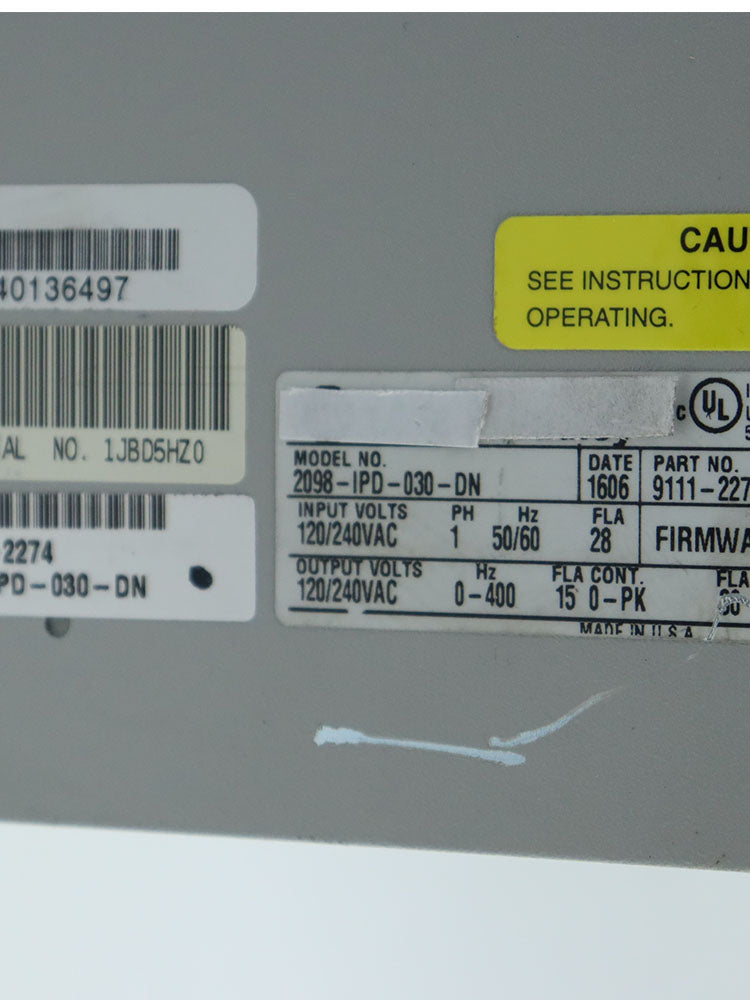 40136497
AL NO. 1JBD5HZ0
2274
PD-030-DN
CAU
SEE INSTRUCTION
OPERATING.
c UL
MODEL NO. DATE PART NO.
2098-IPD-030-DN 1606 9111-227
INPUT VOLTS PH Hz FLA
120/240VAC 1 50/60 28 FIRMWA
OUTPUT VOLTS Hz FLA CONT. FLA
120/240VAC 0-400 15 0-PK
MADE IN U.S.A